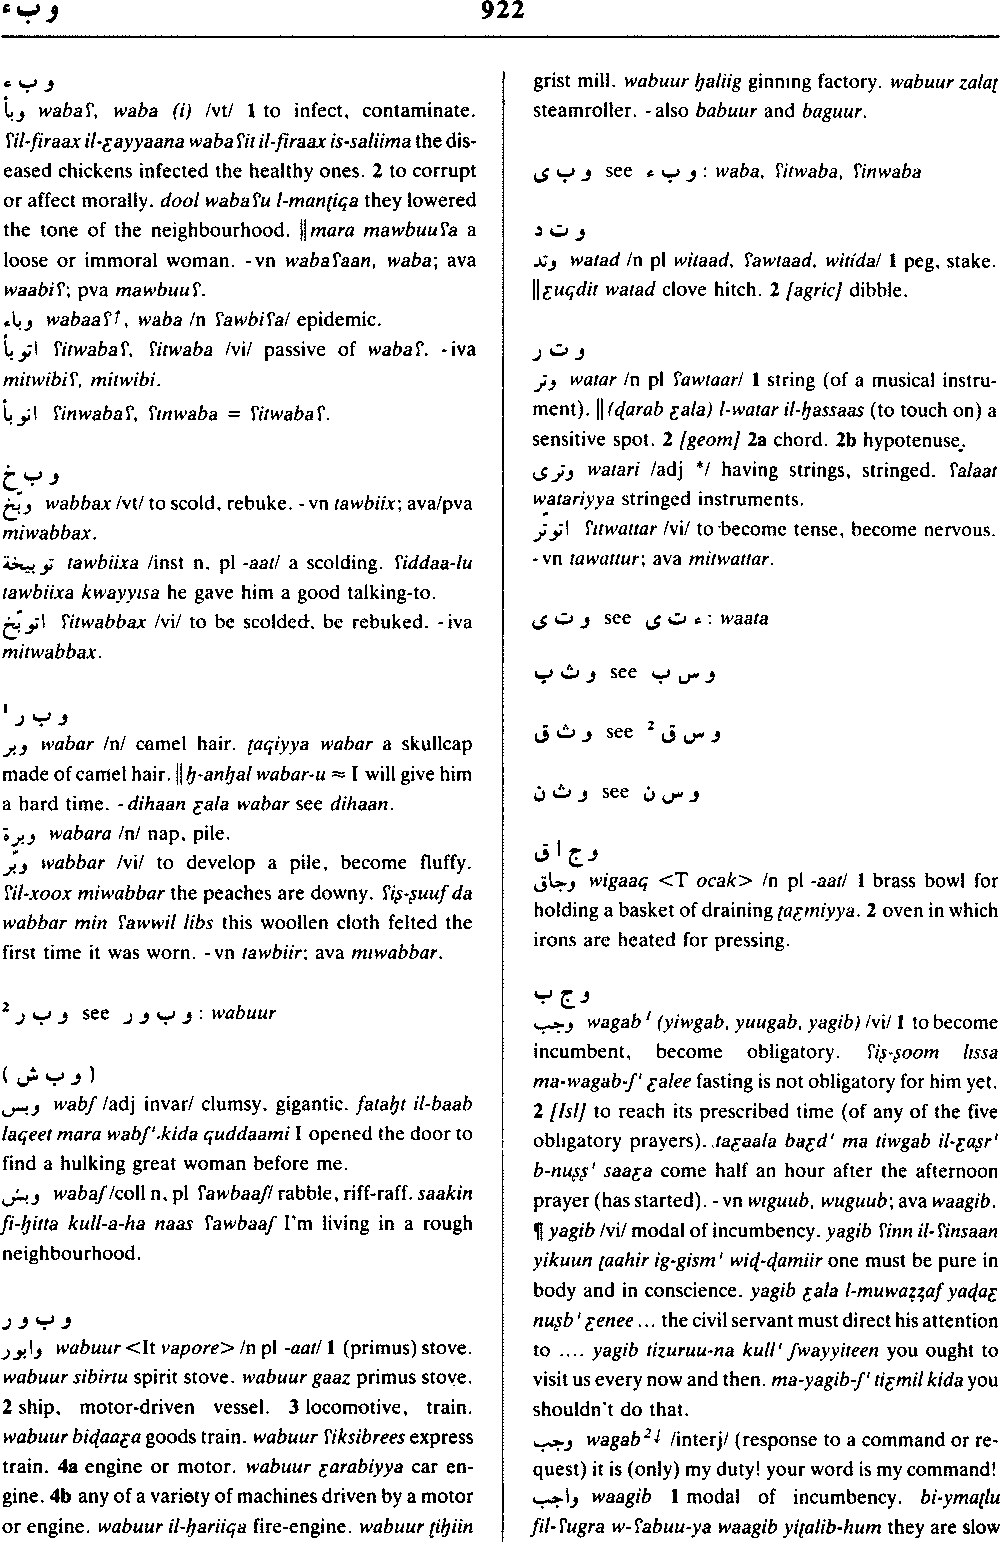 و ب ء
922
و ب ء
وبأ wabaʕ, waba (i) /vt/ 1 to infect, contaminate.
ʕil-firaax il-ƹayyaana wabaʕit il-firaax is-saliima the dis-
eased chickens infected the healthy ones. 2 to corrupt
or affect morally. dool wabaʕu l-manṭiqa they lowered
the tone of the neighbourhood. ‖ mara mawbuuʕa a
loose or immoral woman. -vn wabaʕaan, waba; ava
waabiʕ; pva mawbuuʕ.
وباء wabaaʕ↑, waba /n ʕawbiʕa/ epidemic.
اتوبأ ʕitwabaʕ, ʕitwaba /vi/ passive of wabaʕ. -iva
mitwibiʕ, mitwibi.
انوبأ ʕinwabaʕ, ʕinwaba = ʕitwabaʕ.
و ب خ
وبّخ wabbax /vt/ to scold, rebuke. -vn tawbiix; ava/pva
miwabbax.
توبيخة tawbiixa /inst n, pl -aat/ a scolding. ʕiddaa-lu
tawbiixa kwayyisa he gave him a good talking-to.
اتوبّخ ʕitwabbax /vi/ to be scolded, be rebuked. -iva
mitwabbax.
و ب ر ¹
وبر wabar /n/ camel hair. ṭaqiyya wabar a skullcap
made of camel hair. ‖ ḥ-anḥal wabar-u ≈ I will give him
a hard time. -dihaan ƹala wabar see dihaan.
وبرة wabara /n/ nap, pile.
وبّر wabbar /vi/ to develop a pile, become fluffy.
ʕil-xoox miwabbar the peaches are downy. ʕiṣ-ṣuuf da
wabbar min ʕawwil libs this woollen cloth felted the
first time it was worn. -vn tawbiir; ava miwabbar.
و ب ر ² see و ب و ر : wabuur
(و ب ش)
وبش wabʃ /adj invar/ clumsy, gigantic. fataḥt il-baab
laqeet mara wabʃ'.kida quddaami I opened the door to
find a hulking great woman before me.
وبش wabaʃ /coll n, pl ʕawbaaʃ/ rabble, riff-raff. saakin
fi-ḥitta kull-a-ha naas ʕawbaaʃ I'm living in a rough
neighbourhood.
و ب و ر
وابور wabuur <It vapore> /n pl -aat/ 1 (primus) stove.
wabuur sibirtu spirit stove. wabuur gaaz primus stove.
2 ship, motor-driven vessel. 3 locomotive, train.
wabuur biḍaaƹa goods train. wabuur ʕiksibrees express
train. 4a engine or motor. wabuur ƹarabiyya car en-
gine. 4b any of a variety of machines driven by a motor
or engine. wabuur il-ḥariiqa fire-engine. wabuur ṭiḥiin
grist mill. wabuur ḥaliig ginning factory. wabuur zalaṭ
steamroller. -also babuur and baguur.
و ب ى see و ب ء : waba, ʕitwaba, ʕinwaba
و ت د
وتد watad /n pl witaad, ʕawtaad, witida/ 1 peg, stake.
‖ ƹuqdit watad clove hitch. 2 [agric] dibble.
و ت ر
وتر watar /n pl ʕawtaar/ 1 string (of a musical instru-
ment). ‖ (ḍarab ƹala) l-watar il-ḥassaas (to touch on) a
sensitive spot. 2 [geom] 2a chord. 2b hypotenuse.
وترى watari /adj */ having strings, stringed. ʕalaat
watariyya stringed instruments.
اتوتّر ʕitwattar /vi/ to become tense, become nervous.
-vn tawattur; ava mitwattar.
و ت ى see ء ت ى : waata
و ث ب see و س ب
و ث ق see و س ق ²
و ث ن see و س ن
و ج ا ق
وجاق wigaaq <T ocak> /n pl -aat/ 1 brass bowl for
holding a basket of draining ṭaƹmiyya. 2 oven in which
irons are heated for pressing.
و ج ب
وجب wagab¹ (yiwgab, yuugab, yagib) /vi/ 1 to become
incumbent, become obligatory. ʕiṣ-ṣoom lissa
ma-wagab-ʃ' ƹalee fasting is not obligatory for him yet.
2 [Isl] to reach its prescribed time (of any of the five
obligatory prayers). taƹaala baƹd' ma tiwgab il-ƹaṣr'
b-nuṣṣ' saaƹa come half an hour after the afternoon
prayer (has started). -vn wiguub, wuguub; ava waagib.
¶ yagib /vi/ modal of incumbency. yagib ʕinn il-ʕinsaan
yikuun ṭaahir ig-gism' wiḍ-ḍamiir one must be pure in
body and in conscience. yagib ƹala l-muwaẓẓaf yaḍaƹ
nuṣb' ƹenee ... the civil servant must direct his attention
to .... yagib tizuruu-na kull' ʃwayyiteen you ought to
visit us every now and then. ma-yagib-ʃ' tiƹmil kida you
shouldn't do that.
وجب wagab²↓ /interj/ (response to a command or re-
quest) it is (only) my duty! your word is my command!
واجب waagib 1 modal of incumbency. bi-ymaṭlu
fil-ʕugra w-ʕabuu-ya waagib yiṭalib-hum they are slow